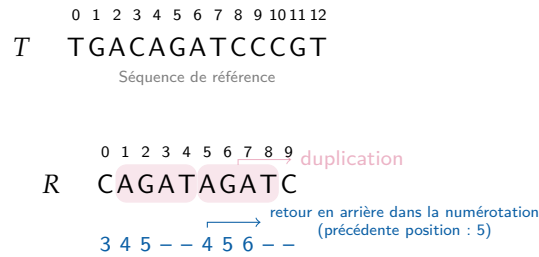 0 1 2 3 4 5 6 7 8 9 10 11 12
T TGACAGATCCCGT
Séquence de référence
0 1 2 3 4 5 6 7 8 9
duplication
R CAGATAGATC
retour en arrière dans la numérotation
(précédente position : 5)
3 4 5 – – 4 5 6 – –